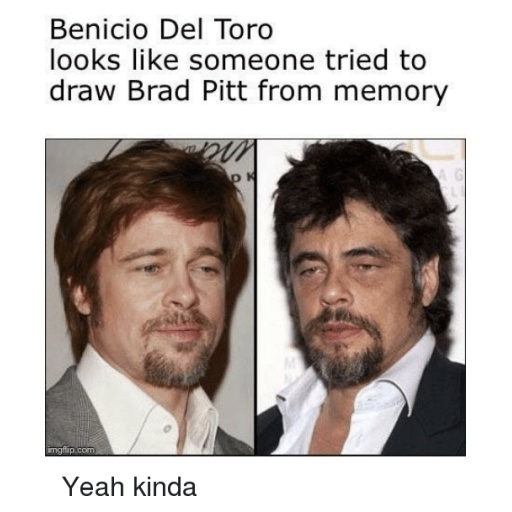 Benicio Del Toro
looks like someone tried to
draw Brad Pitt from memory
D K
A G
imgflip.com
Yeah kinda